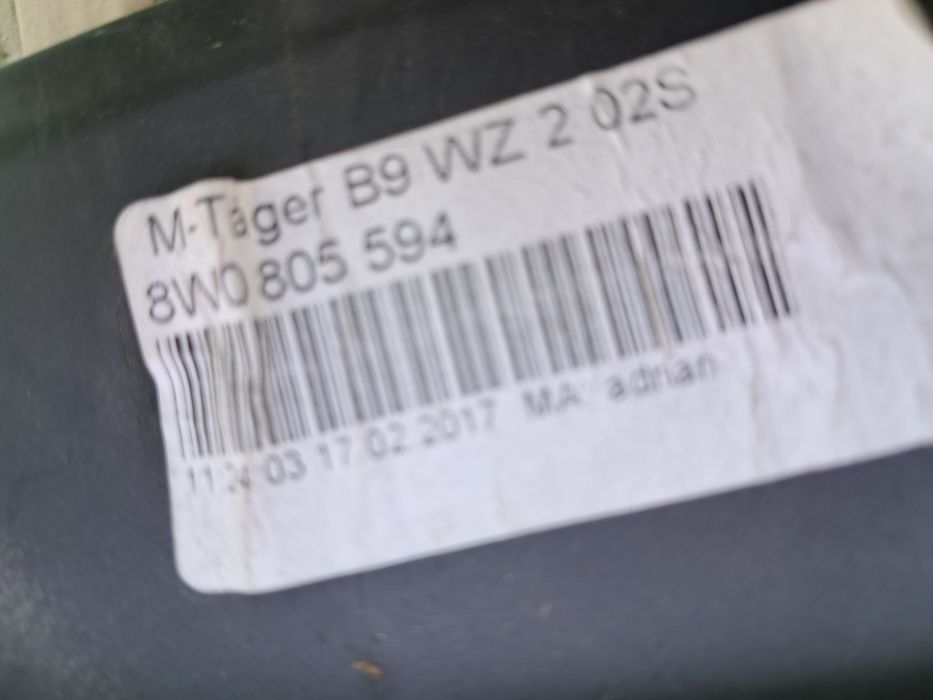 M-Täger B9 WZ 2 02S
8W0 805 594
11:24 03 17 02.2017 MA: adrian